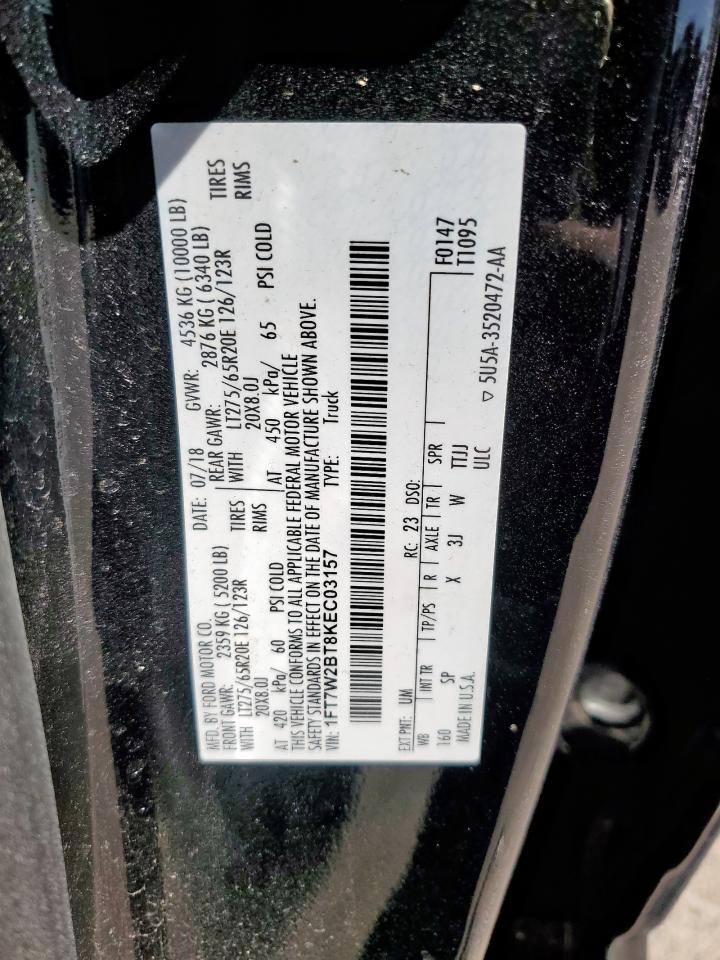 MFD. BY FORD MOTOR CO.
DATE: 07/18 GVWR: 4536 KG (10000 LB)
FRONT GAWR: 2359 KG ( 5200 LB) REAR GAWR: 2876 KG ( 6340 LB)
WITH LT275/65R20E 126/123R TIRES WITH LT275/65R20E 126/123R TIRES
20X8.0J RIMS 20X8.0J RIMS
AT 420 kPa/ 60 PSI COLD AT 450 kPa/ 65 PSI COLD
THIS VEHICLE CONFORMS TO ALL APPLICABLE FEDERAL MOTOR VEHICLE
SAFETY STANDARDS IN EFFECT ON THE DATE OF MANUFACTURE SHOWN ABOVE.
VIN: 1FT7W2BT8KEC03157 TYPE: Truck
EXT PNT: UM RC: 23 DSO: F0147
WB INT TR TP/PS R AXLE TR SPR T1095
160 SP X 3J W TTJJ
MADE IN U.S.A. ULC ▽ 5U5A-3520472-AA